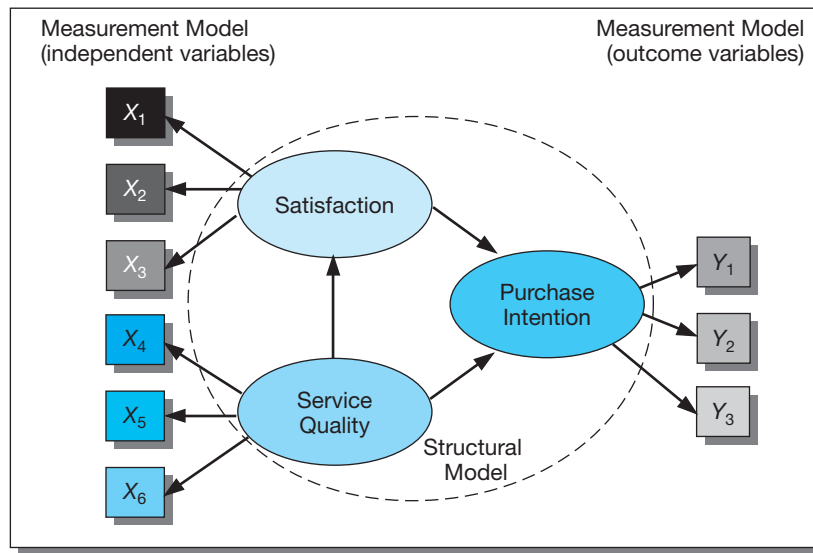 Measurement Model
(independent variables)
Measurement Model
(outcome variables)
X1
X2
X3
X4
X5
X6
Satisfaction
Service
Quality
Purchase
Intention
Structural
Model
Y1
Y2
Y3